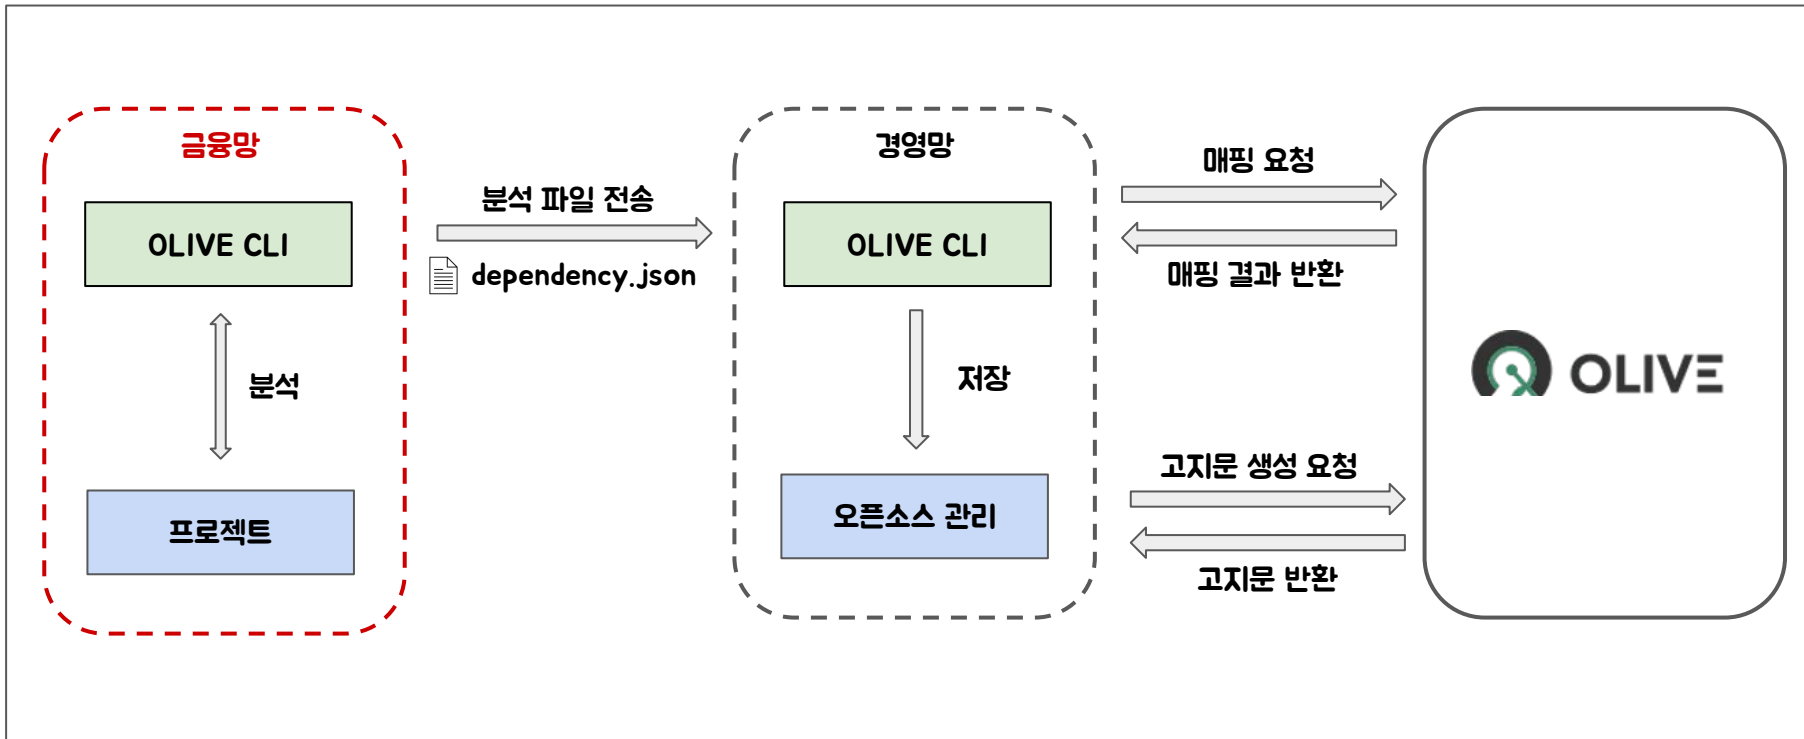 금융망
OLIVE CLI
분석
프로젝트
분석 파일 전송
dependency.json
경영망
OLIVE CLI
저장
오픈소스 관리
매핑 요청
매핑 결과 반환
고지문 생성 요청
고지문 반환
OLIVE